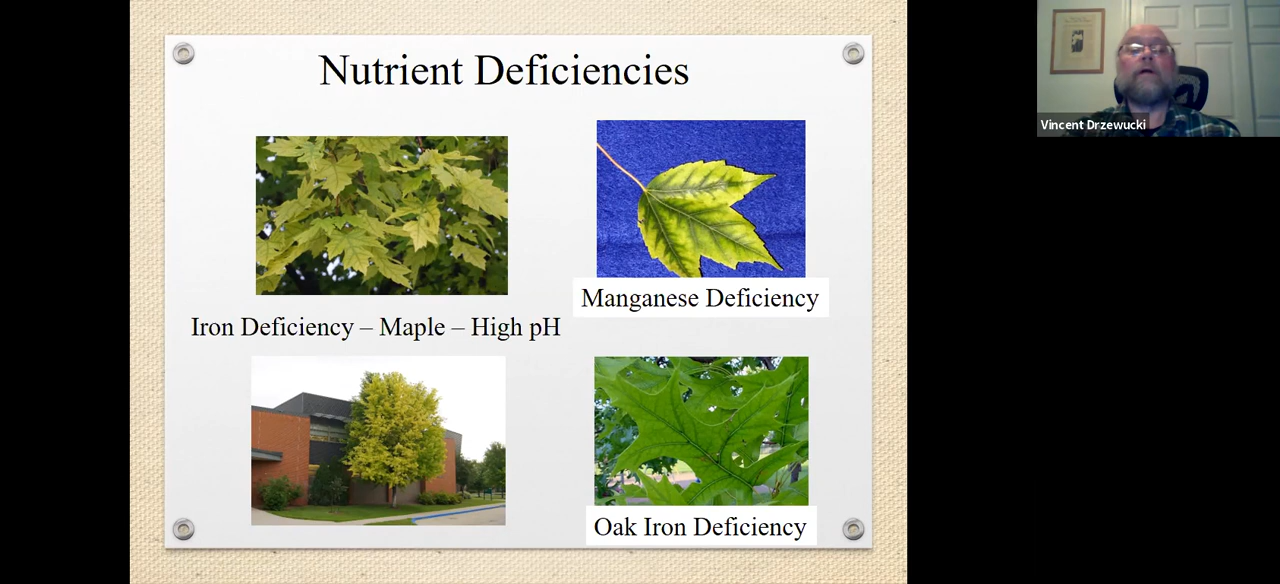 Nutrient Deficiencies
Manganese Deficiency
Iron Deficiency – Maple – High pH
Oak Iron Deficiency
Vincent Drzewucki